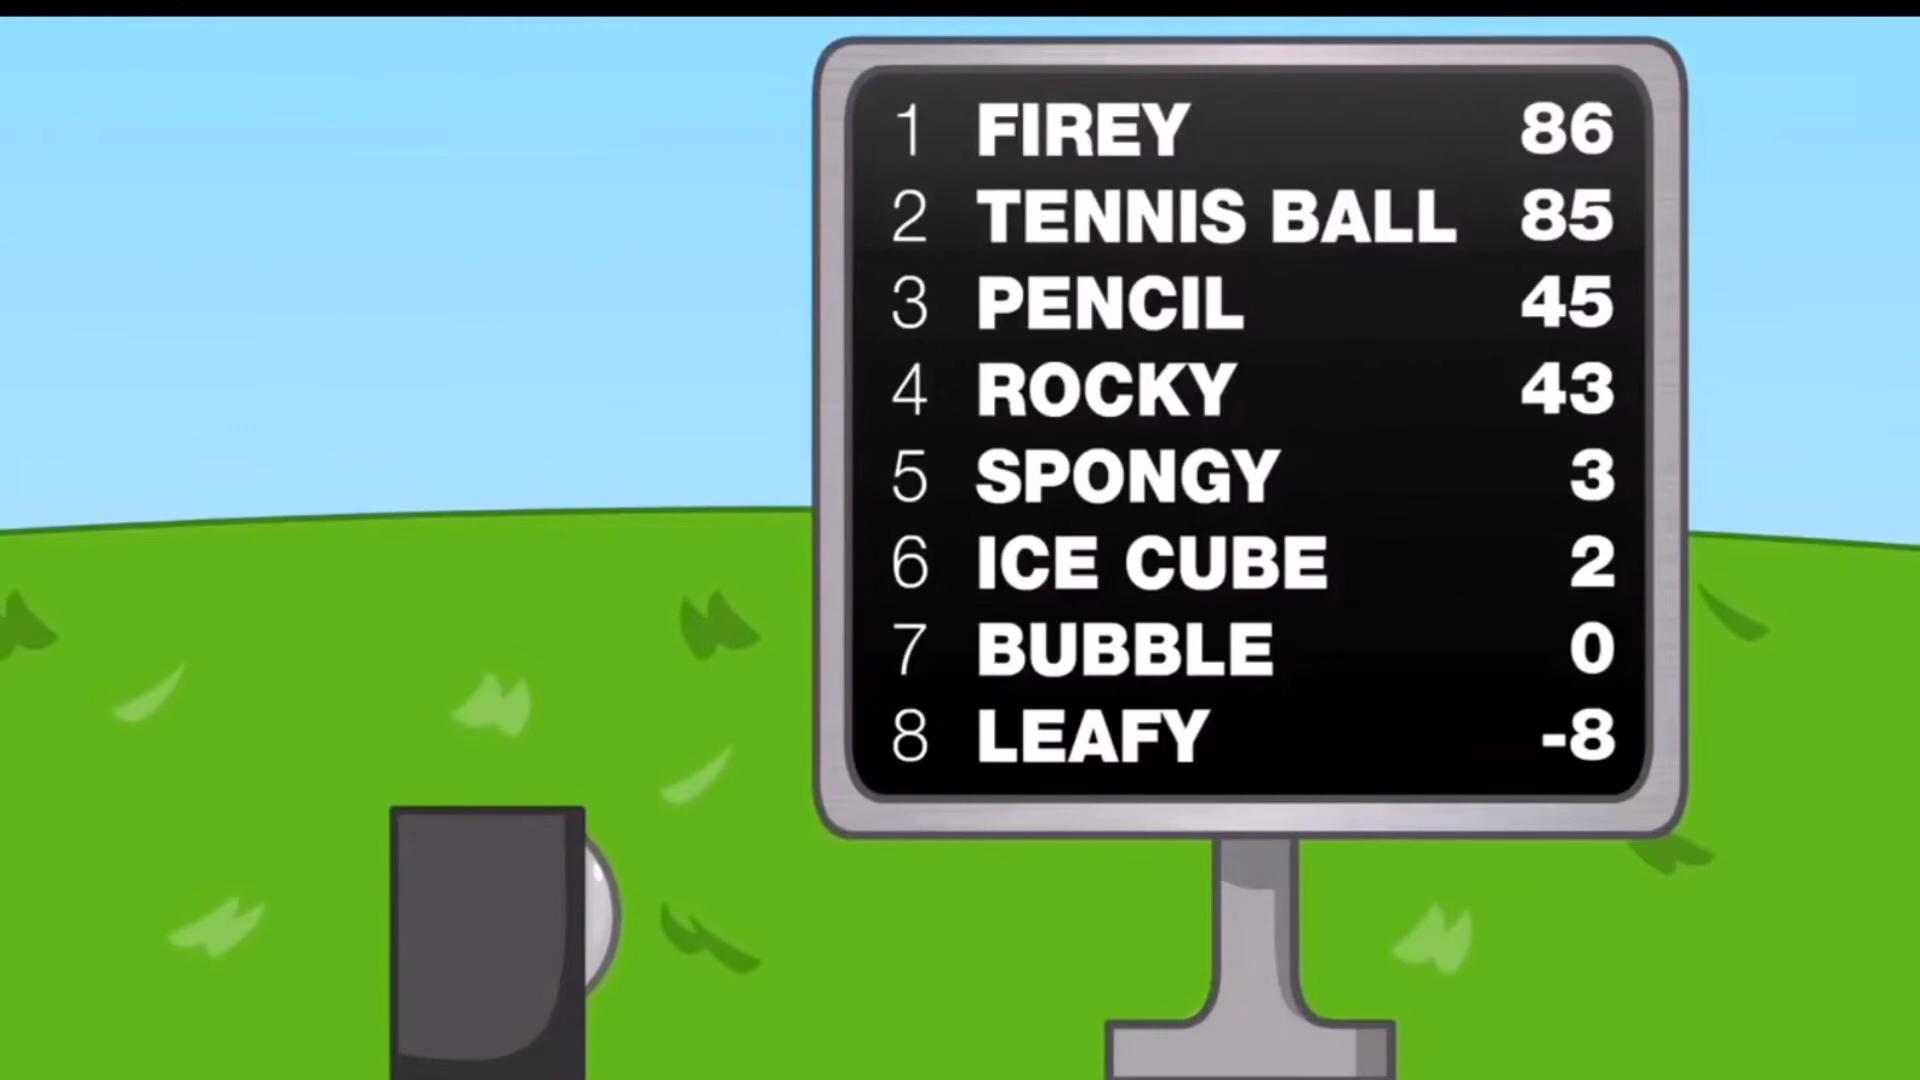 1 FIREY 86
2 TENNIS BALL 85
3 PENCIL 45
4 ROCKY 43
5 SPONGY 3
6 ICE CUBE 2
7 BUBBLE 0
8 LEAFY -8